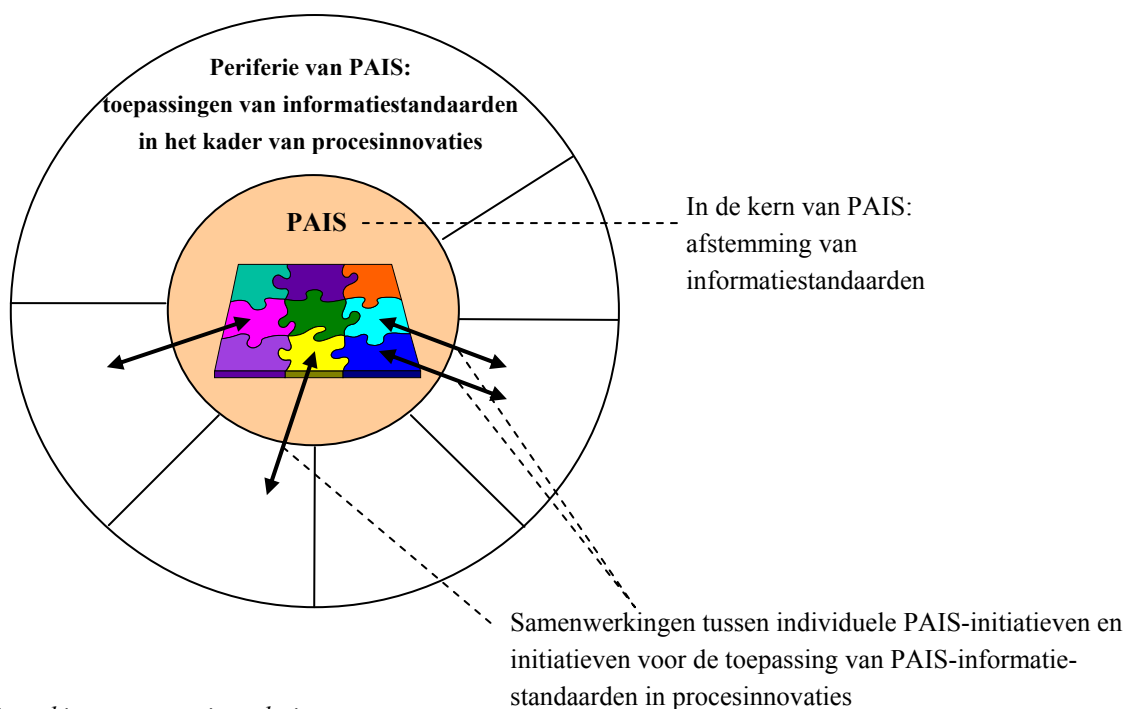 Periferie van PAIS:
toepassingen van informatiestandaarden
in het kader van procesinnovaties
PAIS
In de kern van PAIS:
afstemming van
informatiestandaarden
Samenwerkingen tussen individuele PAIS-initiatieven en
initiatieven voor de toepassing van PAIS-informatie-
standaarden in procesinnovaties